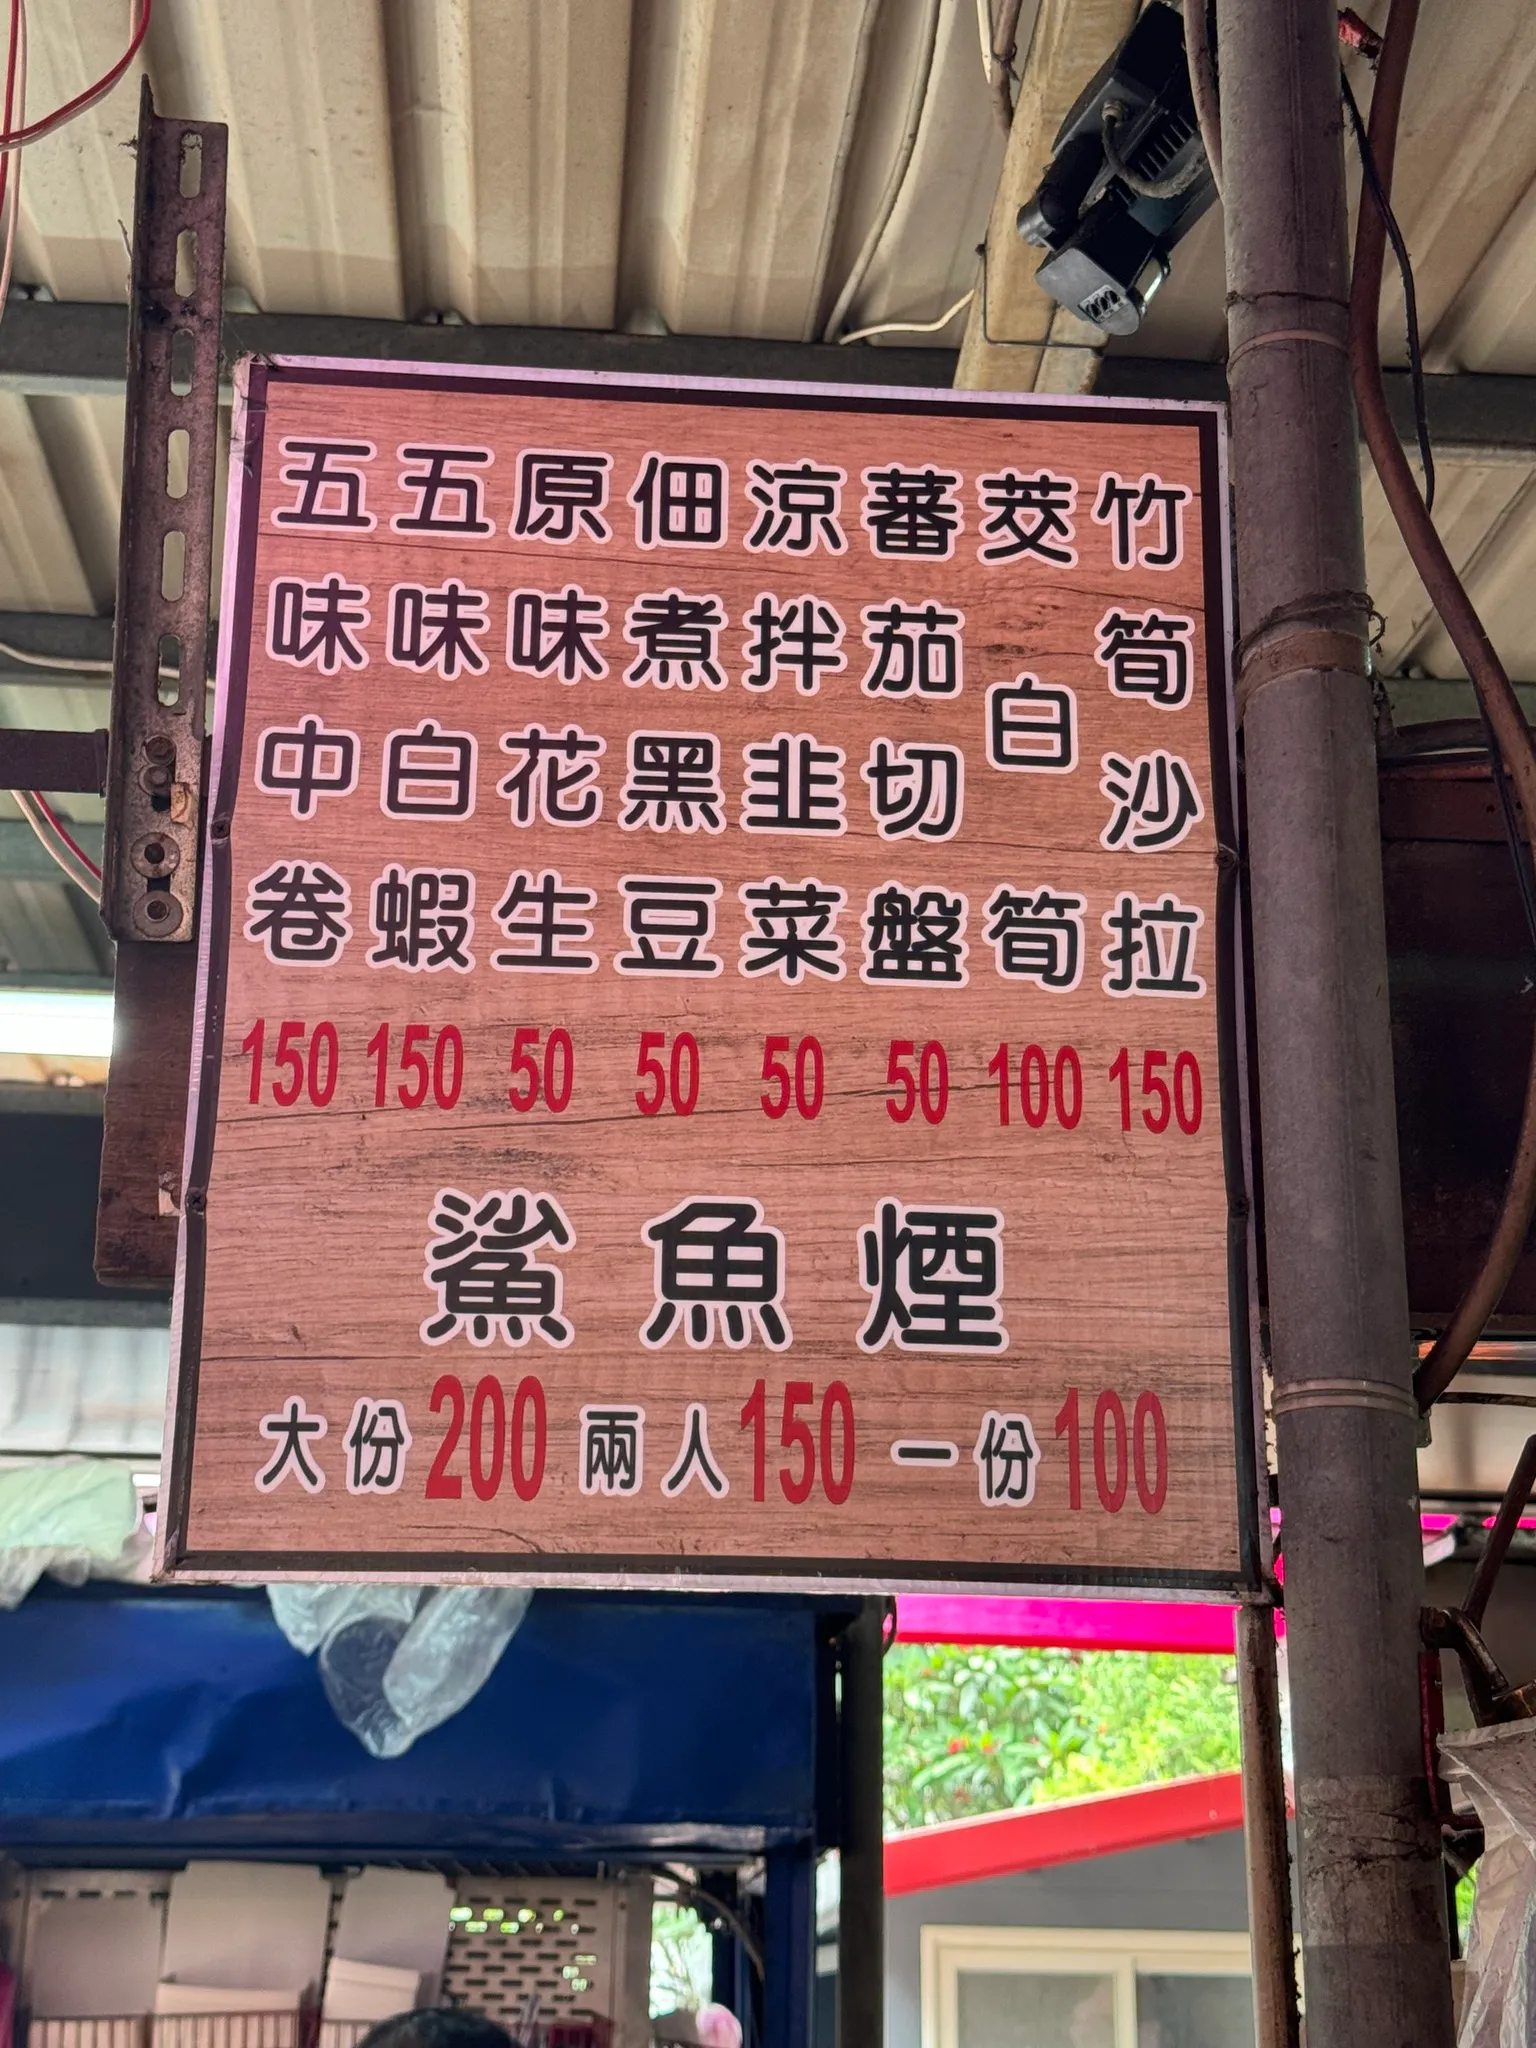 竹筍沙拉 150
茭白筍 100
蕃茄切盤 50
涼拌韭菜 50
佃煮黑豆 50
原味花生 50
五味白蝦 150
五味中卷 150
鯊魚煙
大份200 兩人150 一份100